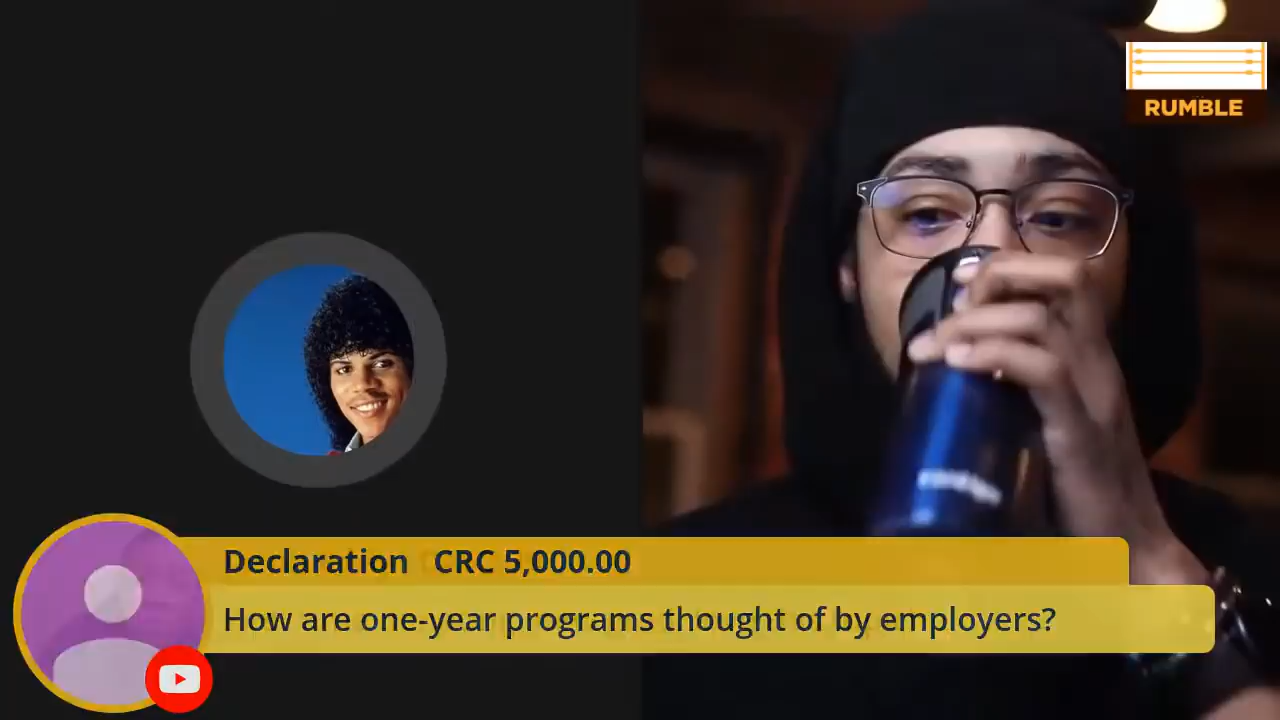 RUMBLE
Declaration CRC 5,000.00
How are one-year programs thought of by employers?